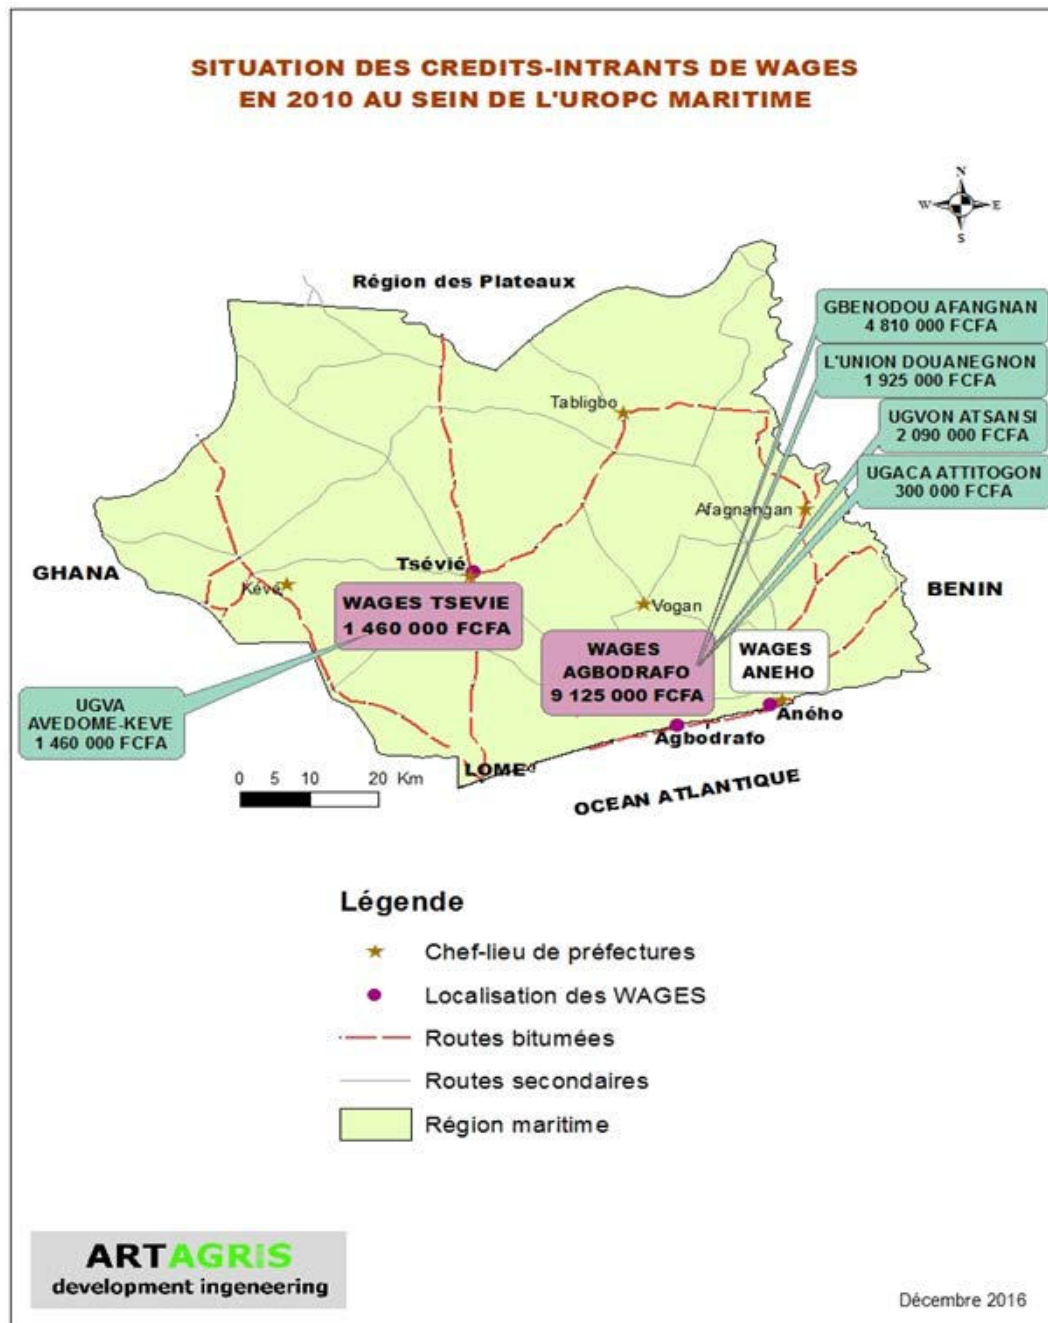 SITUATION DES CREDITS-INTRANTS DE WAGES
EN 2010 AU SEIN DE L'UROPC MARITIME
N
W
E
S
Région des Plateaux
GBENODOU AFANGNAN
4 810 000 FCFA
L'UNION DOUANEGNON
1 925 000 FCFA
UGVON ATSANSI
2 090 000 FCFA
UGACA ATTITOGON
300 000 FCFA
Tabligbo
Afagnangan
GHANA
Tsévié
Kévé
BENIN
WAGES TSEVIE
1 460 000 FCFA
Vogan
WAGES
AGBODRAFO
9 125 000 FCFA
WAGES
ANEHO
UGVA
AVEDOME-KEVE
1 460 000 FCFA
Aného
Agbodrafo
LOME
0 5 10 20 Km
OCEAN ATLANTIQUE
Légende
Chef-lieu de préfectures
Localisation des WAGES
Routes bitumées
Routes secondaires
Région maritime
ARTAGRIS
development ingeneering
Décembre 2016